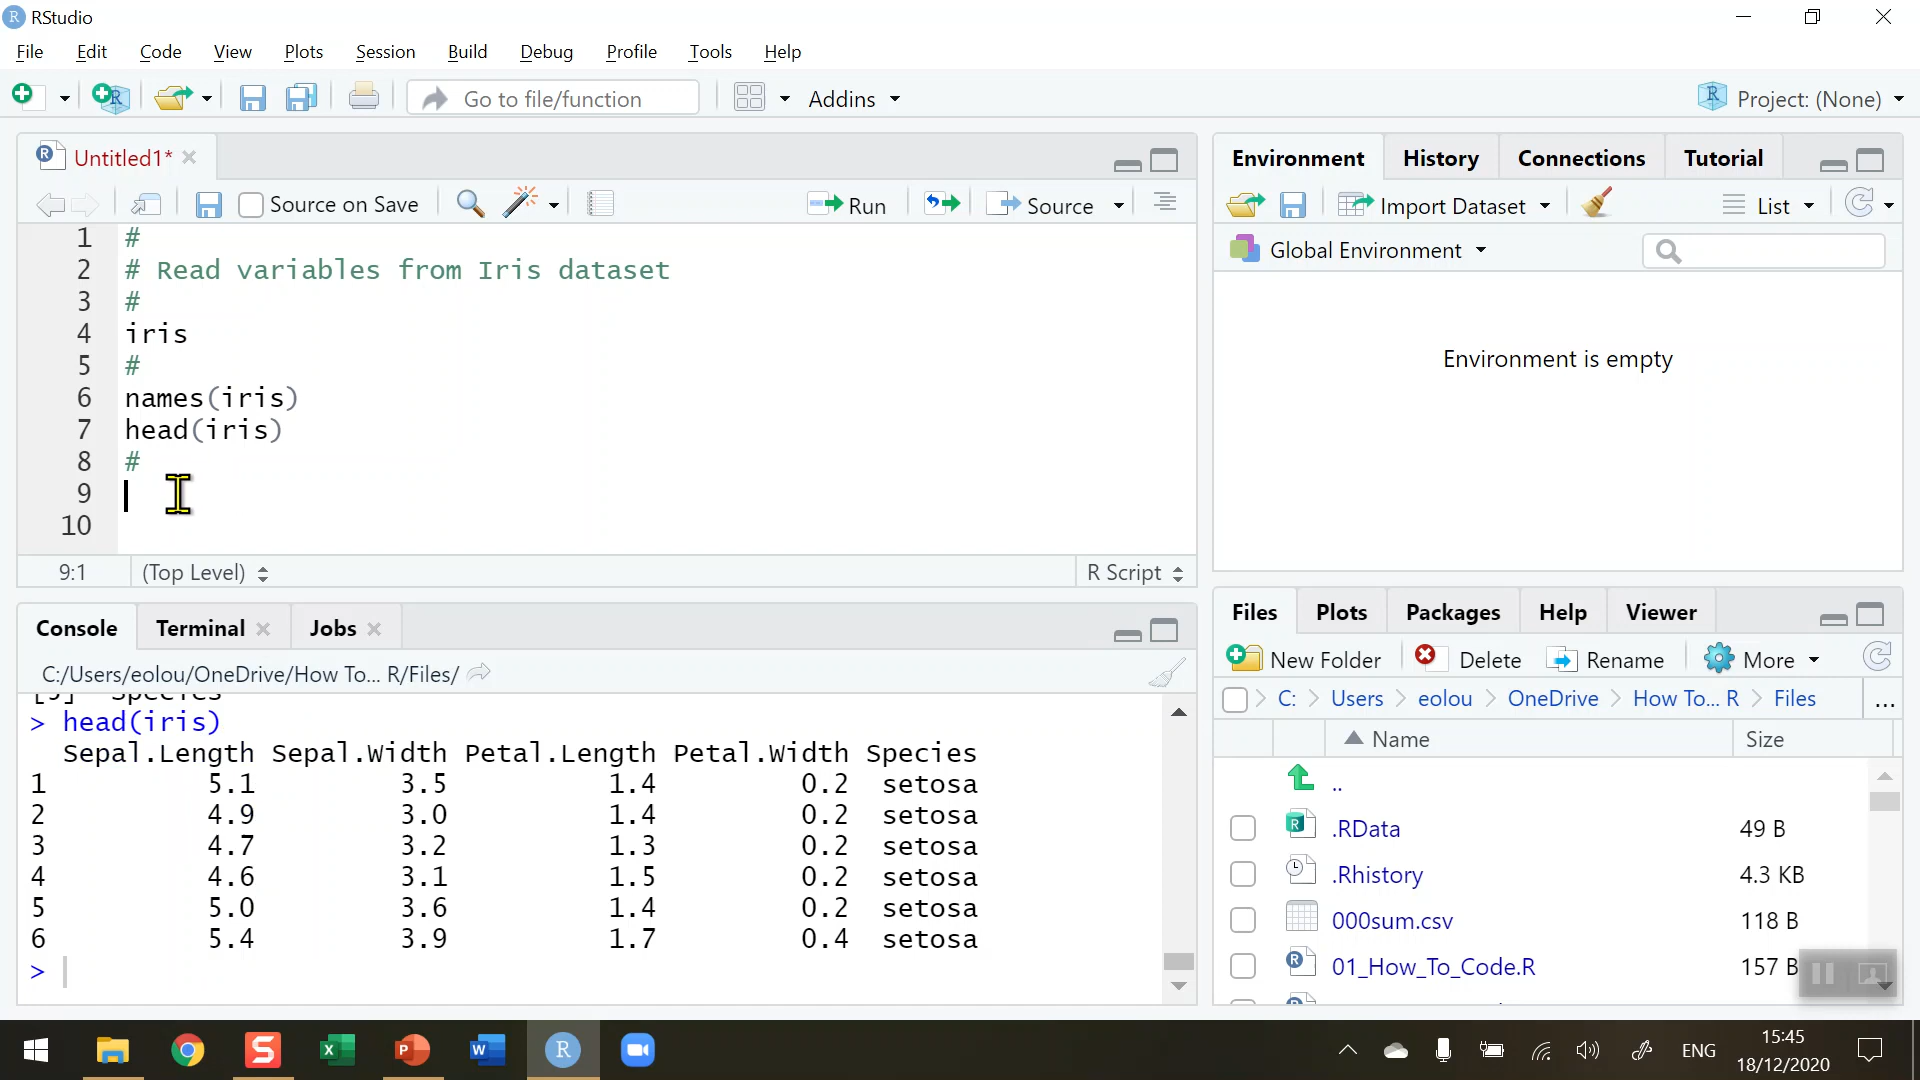 RStudio
File Edit Code View Plots Session Build Debug Profile Tools Help
Go to file/function Addins Project: (None)
Untitled1*
Source on Save Run Source
1 #
2 # Read variables from Iris dataset
3 #
4 iris
5 #
6 names(iris)
7 head(iris)
8 #
9
10
9:1 (Top Level) R Script
Console Terminal Jobs
C:/Users/eolou/OneDrive/How To... R/Files/
[5] "Species"
> head(iris)
Sepal.Length Sepal.Width Petal.Length Petal.Width Species
1 5.1 3.5 1.4 0.2 setosa
2 4.9 3.0 1.4 0.2 setosa
3 4.7 3.2 1.3 0.2 setosa
4 4.6 3.1 1.5 0.2 setosa
5 5.0 3.6 1.4 0.2 setosa
6 5.4 3.9 1.7 0.4 setosa
>
Environment History Connections Tutorial
Import Dataset List
Global Environment
Environment is empty
Files Plots Packages Help Viewer
New Folder Delete Rename More
C: > Users > eolou > OneDrive > How To... R > Files ...
Name Size
..
.RData 49 B
.Rhistory 4.3 KB
000sum.csv 118 B
01_How_To_Code.R 157 B
ENG
15:45
18/12/2020